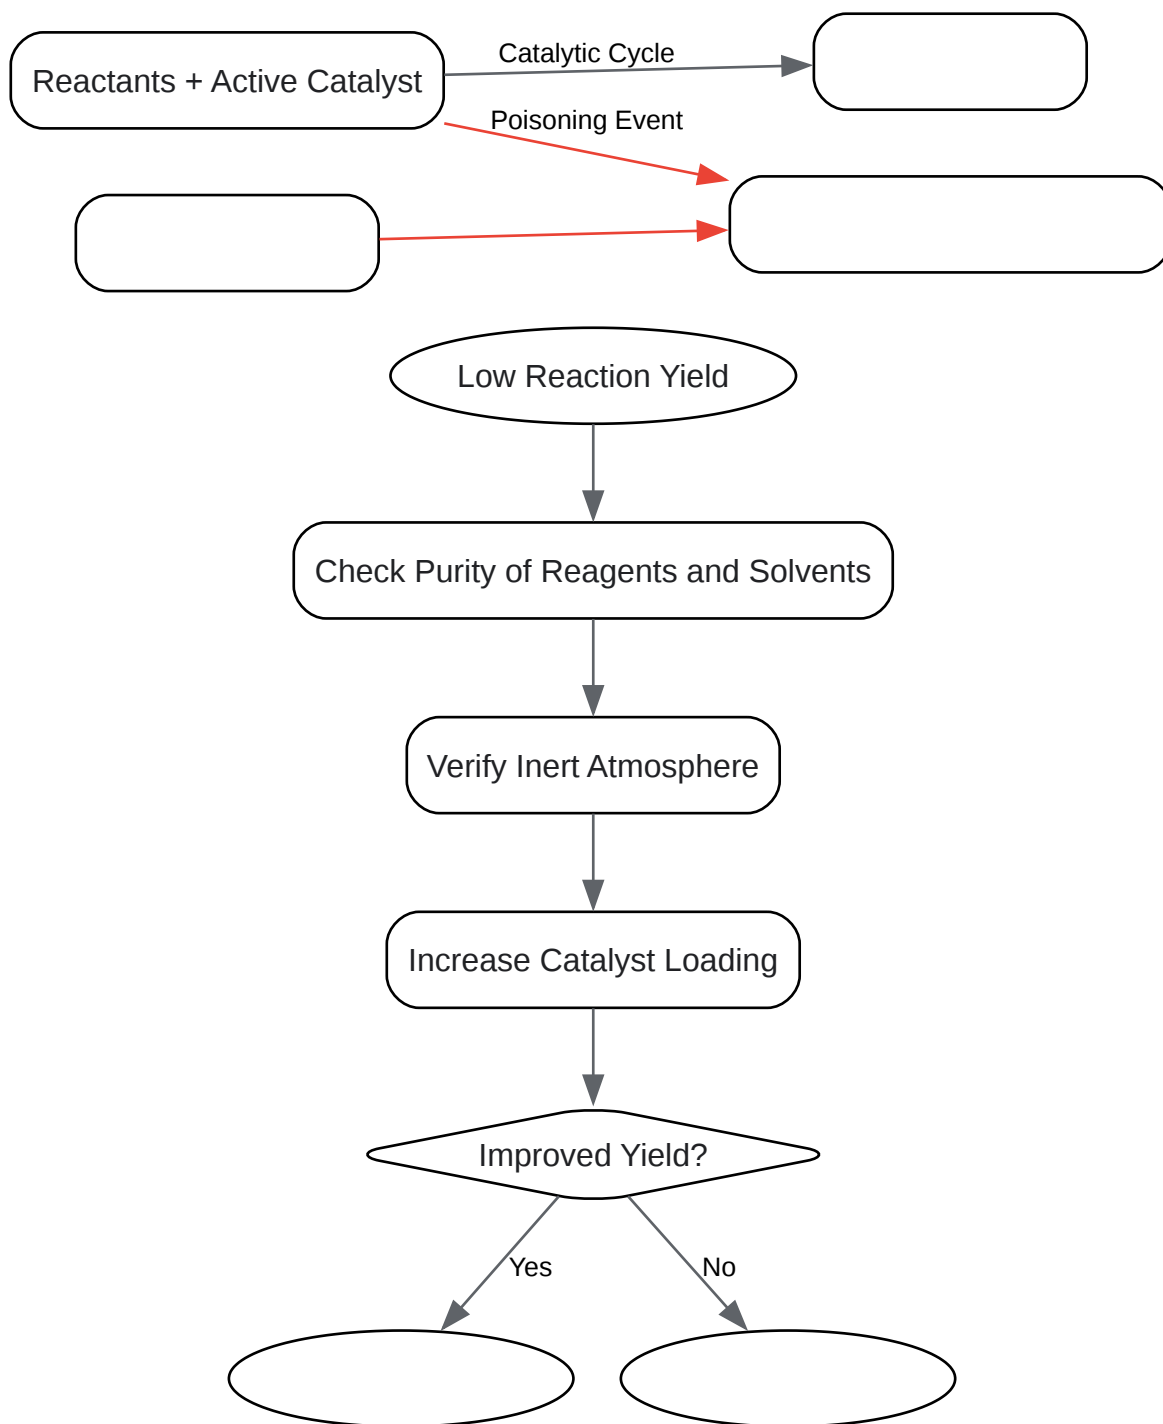 Catalytic Cycle
Reactants + Active Catalyst
Poisoning Event
Low Reaction Yield
Check Purity of Reagents and Solvents
Verify Inert Atmosphere
Increase Catalyst Loading
Improved Yield?
Yes
No